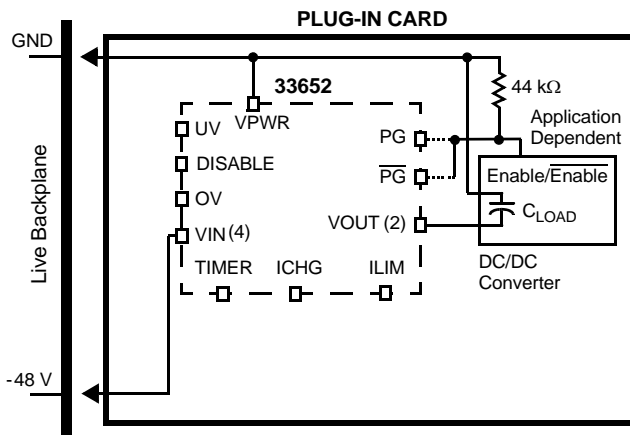 PLUG-IN CARD
GND
33652
44 kΩ
VPWR
UV
PG
Application
Dependent
DISABLE
PG
Enable/Enable
OV
VOUT (2)
CLOAD
VIN (4)
TIMER
ICHG
ILIM
DC/DC
Converter
Live Backplane
-48 V